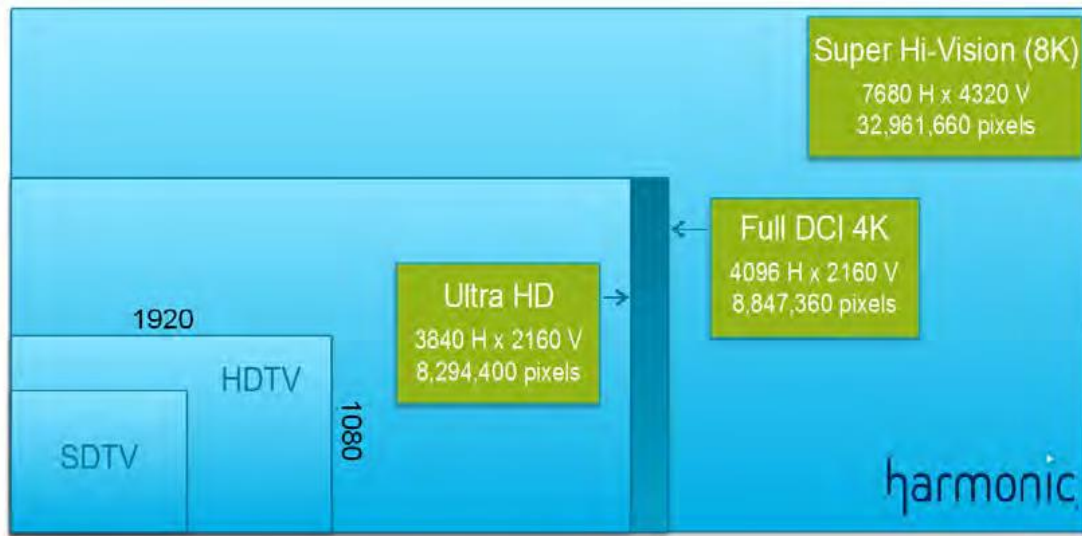 Super Hi-Vision (8K)
7680 H x 4320 V
32,961,660 pixels
Full DCI 4K
4096 H x 2160 V
8,847,360 pixels
Ultra HD
3840 H x 2160 V
8,294,400 pixels
1920
HDTV
1080
SDTV
harmonic